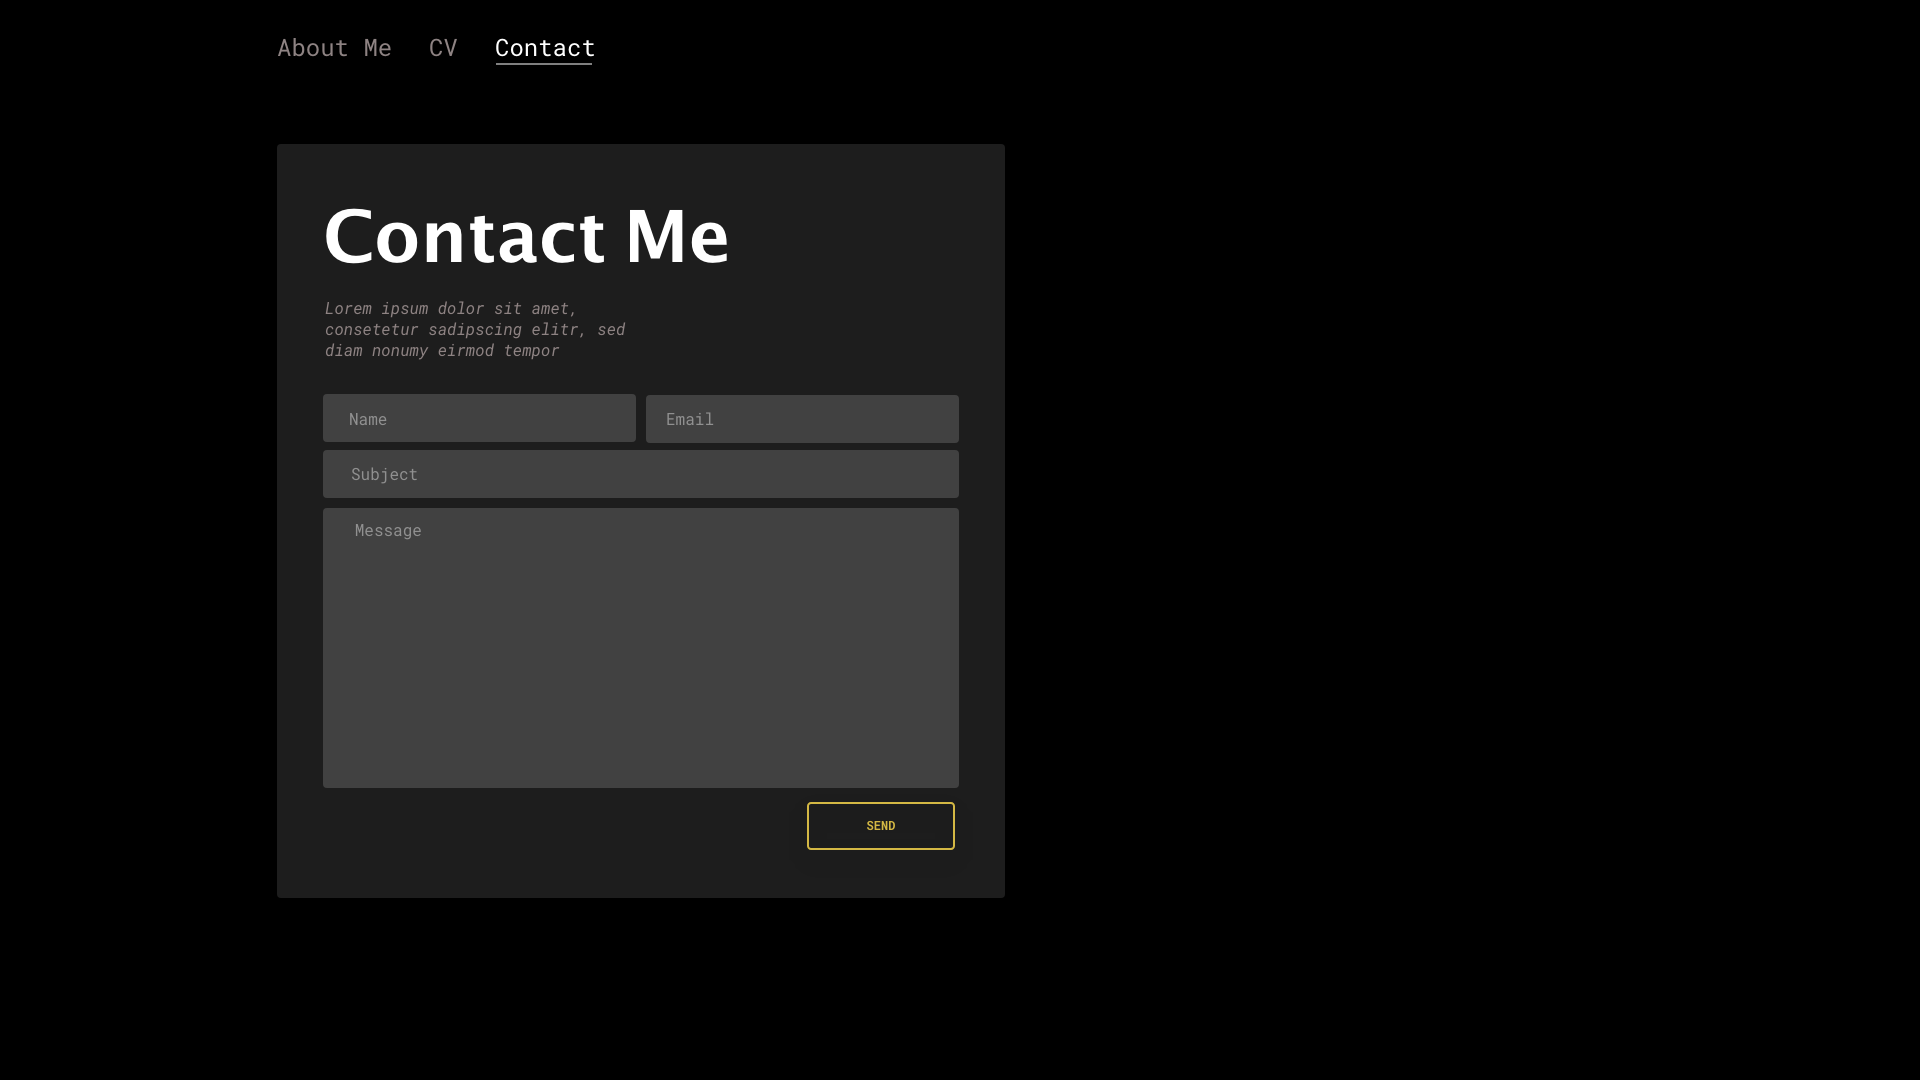 About Me CV Contact
Contact Me
Lorem ipsum dolor sit amet,
consetetur sadipscing elitr, sed
diam nonumy eirmod tempor
Name Email
Subject
Message
SEND